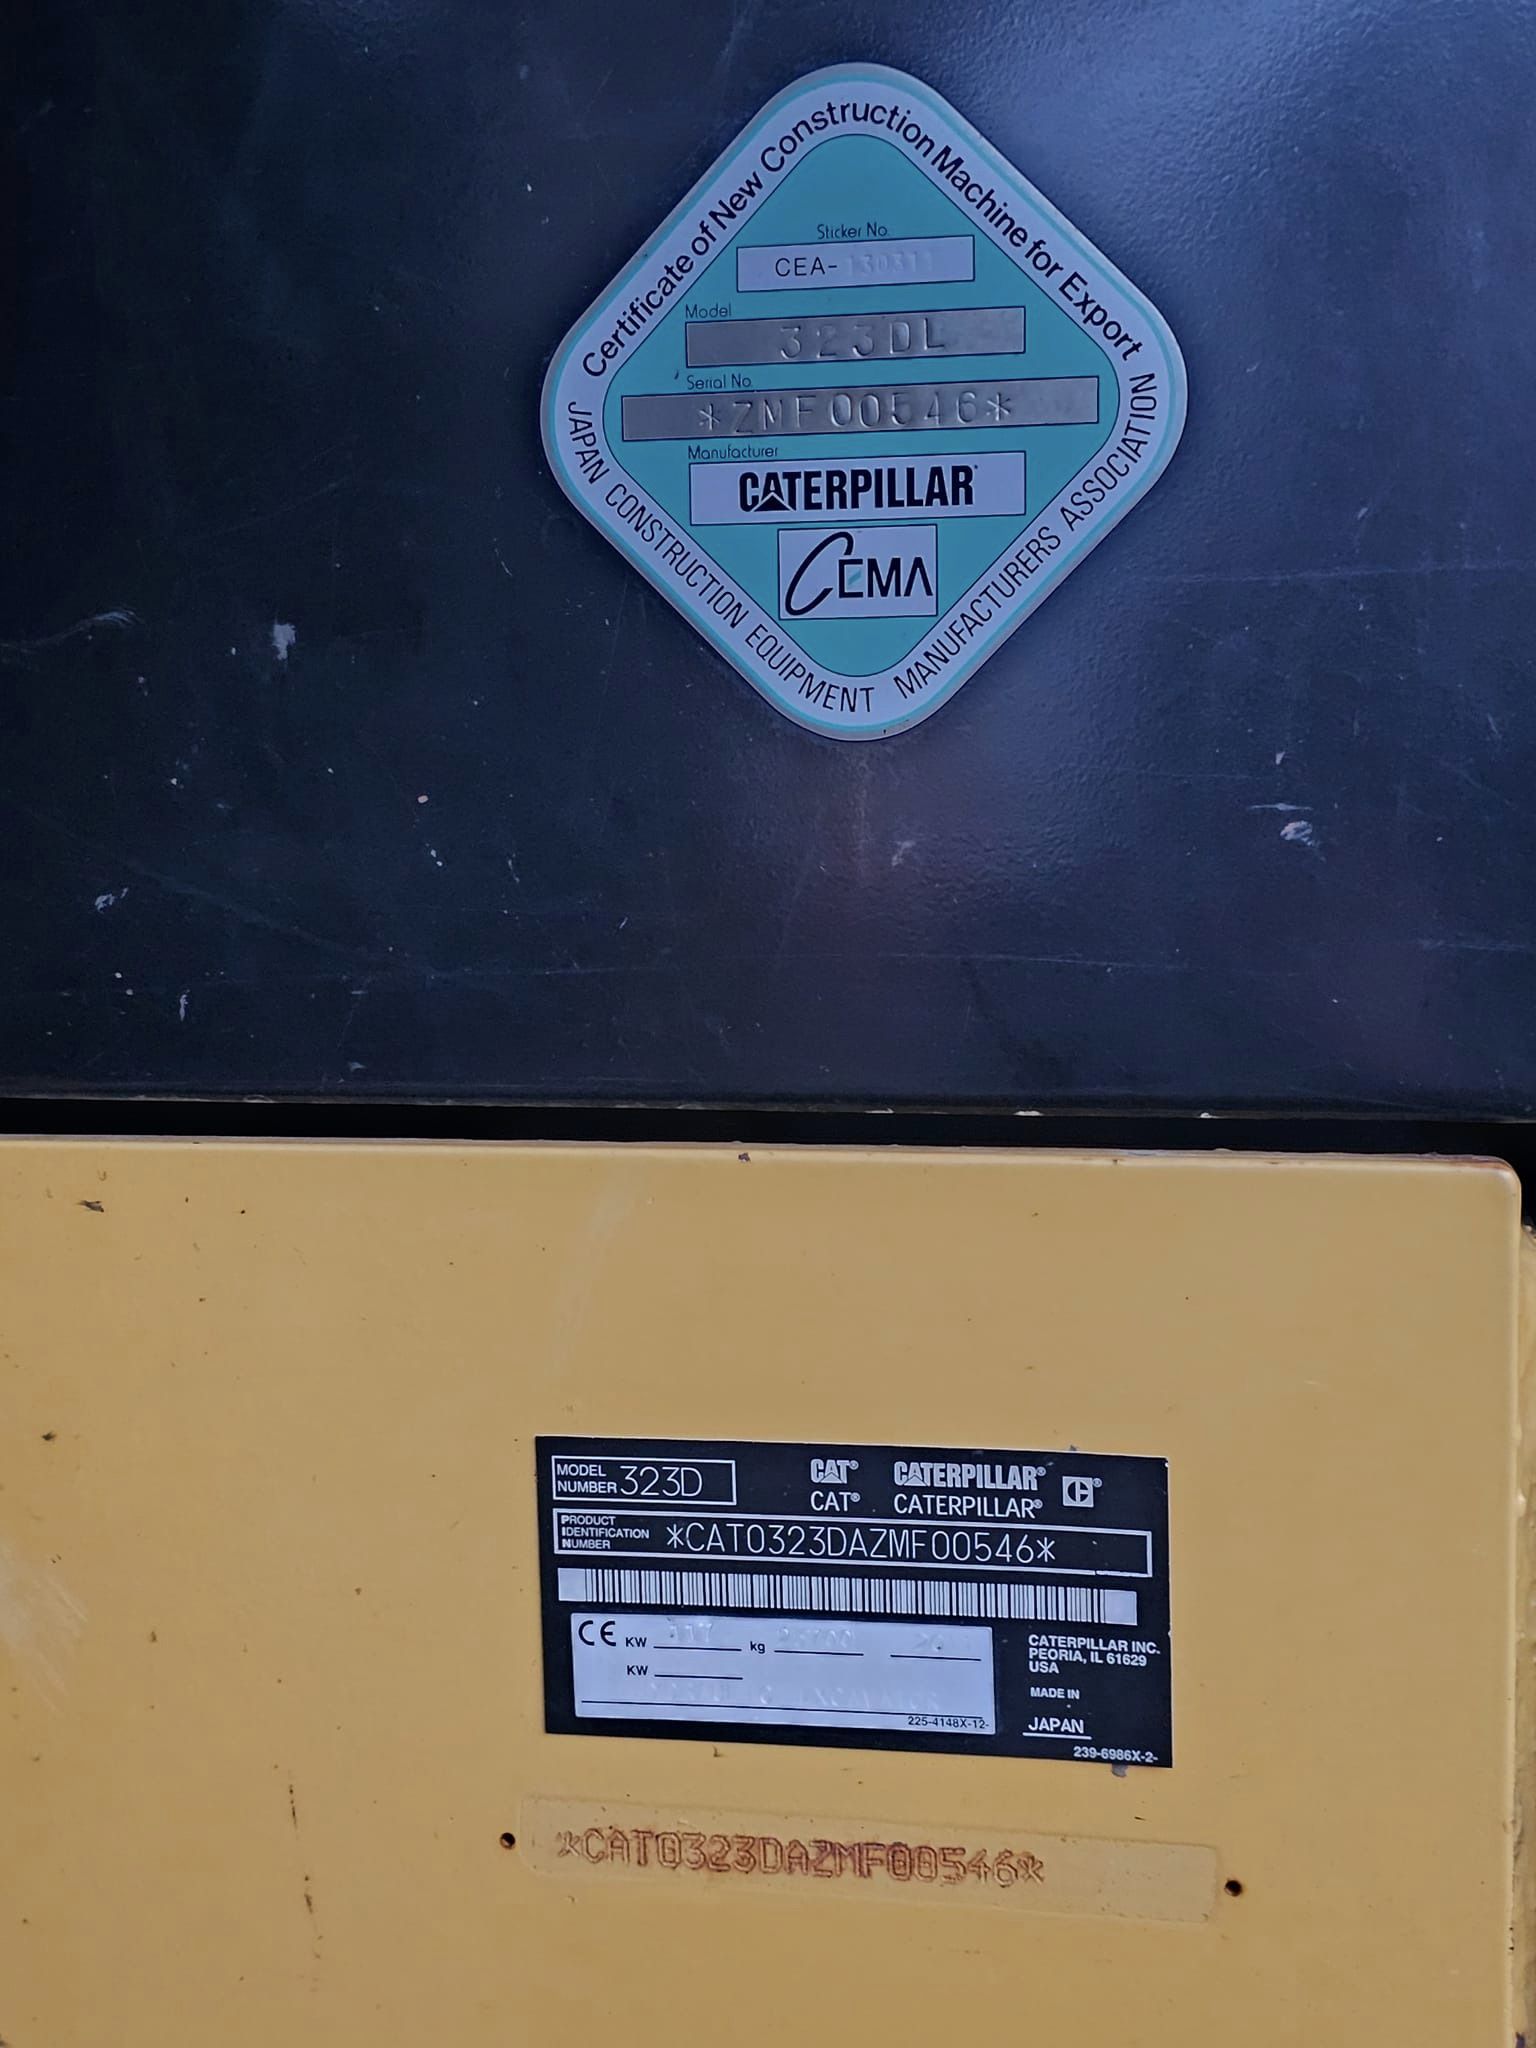 Certificate of New Construction Machine for Export
Sticker No.
CEA-130311
Model
323DL
Serial No.
*ZMF00546*
Manufacturer
CATERPILLAR
CEMA
JAPAN CONSTRUCTION EQUIPMENT MANUFACTURERS ASSOCIATION
MODEL NUMBER 323D
CAT® CATERPILLAR® ®
CAT® CATERPILLAR®
PRODUCT IDENTIFICATION NUMBER *CAT0323DAZMF00546*
CE KW kg
KW
225-4148X-12-
CATERPILLAR INC.
PEORIA, IL 61629
USA
MADE IN
JAPAN
239-6986X-2-
*CAT0323DAZMF00546*